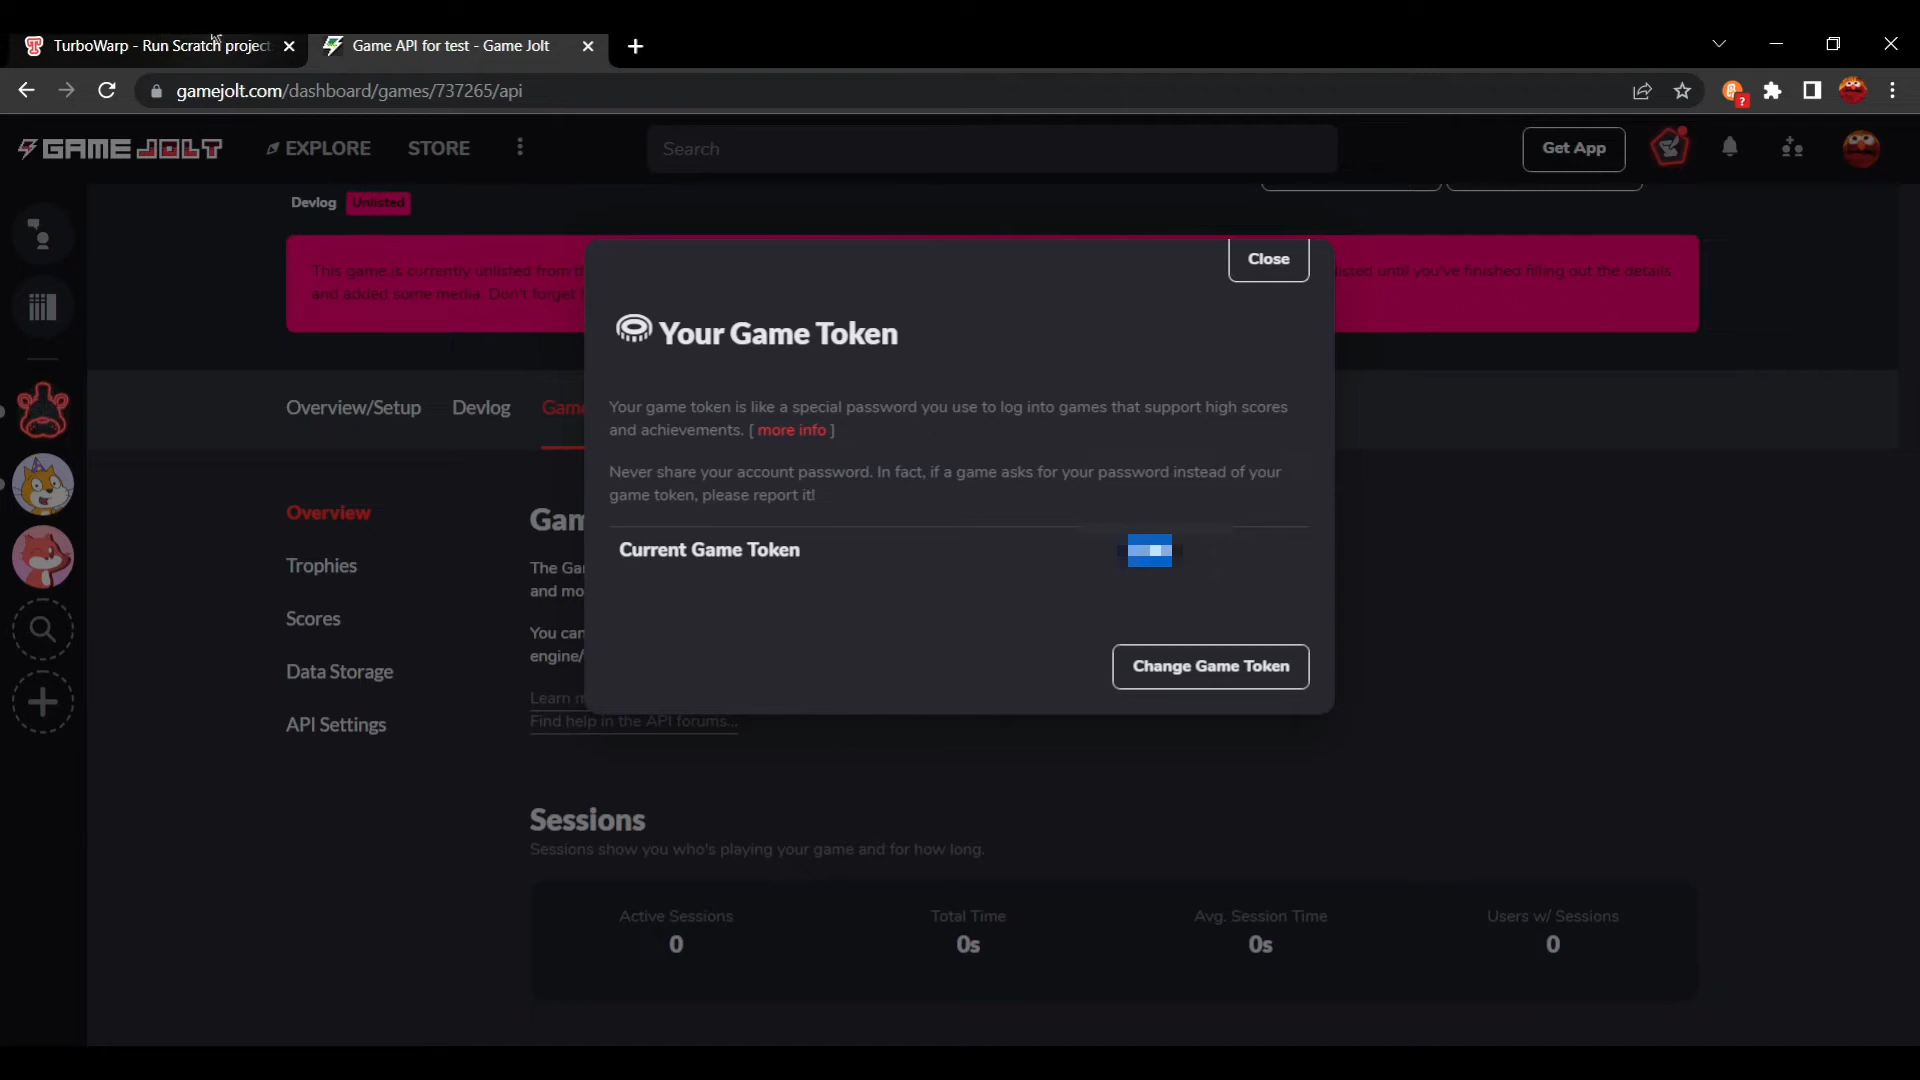 TurboWarp - Run Scratch project
Game API for test - Game Jolt
gamejolt.com/dashboard/games/737265/api
GAME JOLT
EXPLORE
STORE
Search
Get App
Devlog
Unlisted
This game is currently unlisted from
and added some media. Don't forget
until you've finished filling out the details
Close
Your Game Token
Your game token is like a special password you use to log into games that support high scores
and achievements. [ more info ]
Never share your account password. In fact, if a game asks for your password instead of your
game token, please report it!
Current Game Token
Change Game Token
Overview/Setup
Devlog
Game
Overview
Trophies
Scores
Data Storage
API Settings
You can
engine/
Learn
Find help in the API forums...
Sessions
Sessions show you who's playing your game and for how long.
Active Sessions
Total Time
Avg. Session Time
Users w/ Sessions
0
0s
0s
0